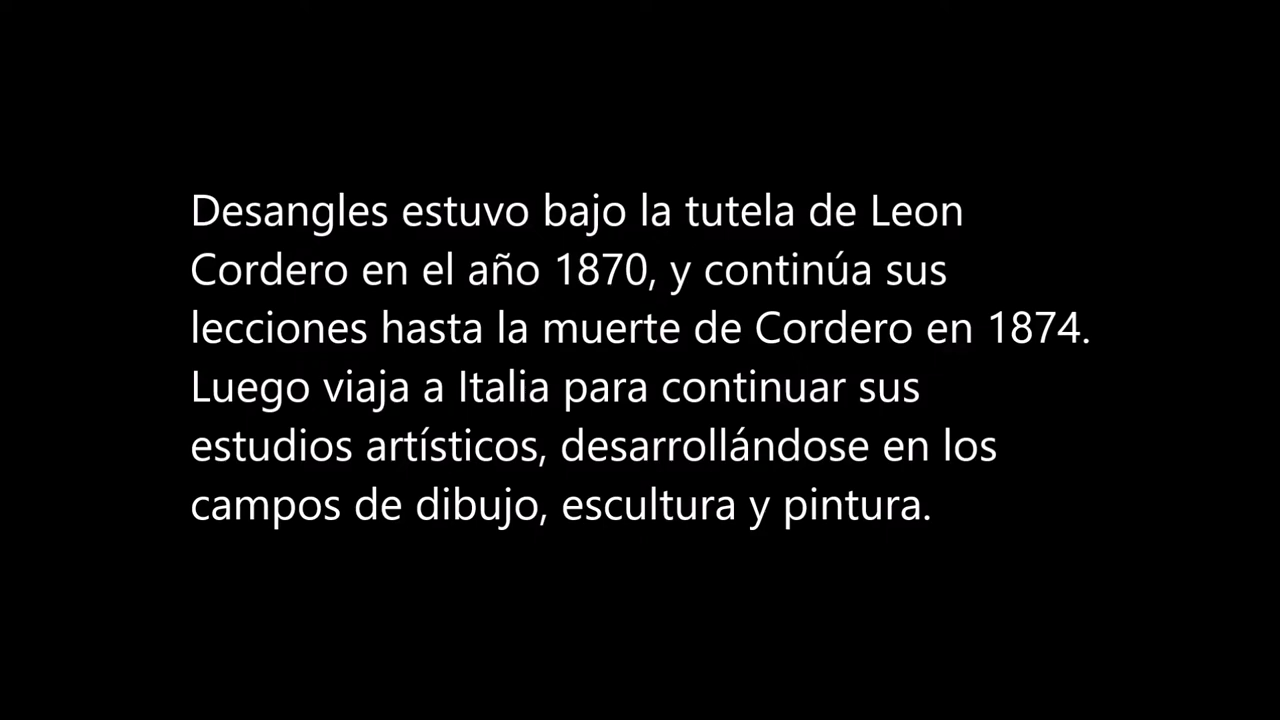 Desangles estuvo bajo la tutela de Leon
Cordero en el año 1870, y continúa sus
lecciones hasta la muerte de Cordero en 1874.
Luego viaja a Italia para continuar sus
estudios artísticos, desarrollándose en los
campos de dibujo, escultura y pintura.